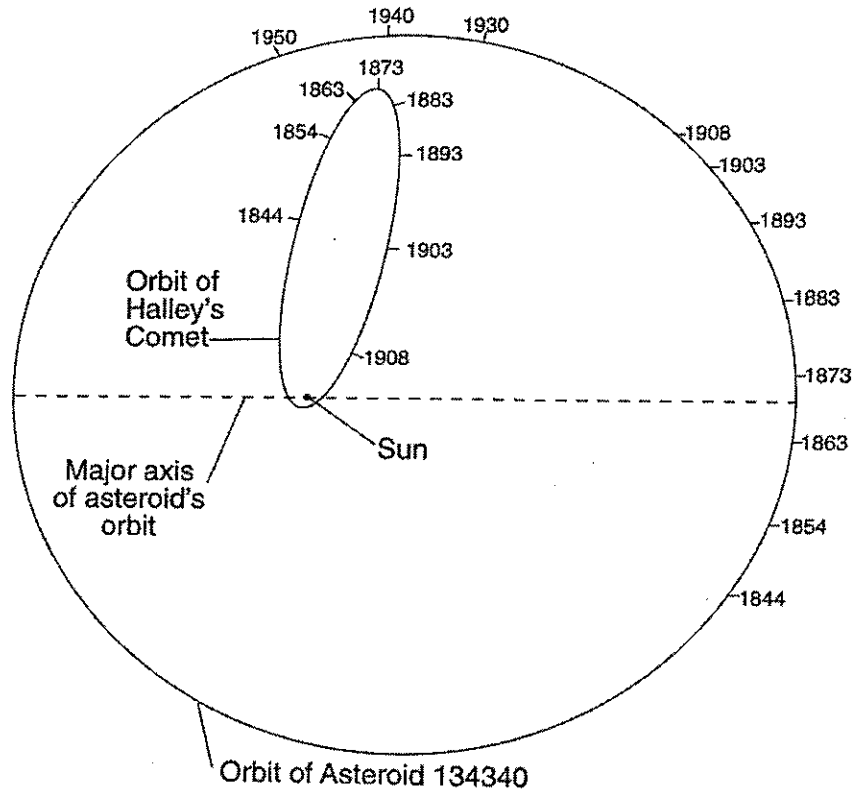 1940
1950
1930
1873
1863
1883
1854
1908
1893
1903
1844
1893
1903
Orbit of
Halley's
Comet
1883
1908
1873
Sun
1863
Major axis
of asteroid's
orbit
1854
1844
Orbit of Asteroid 134340